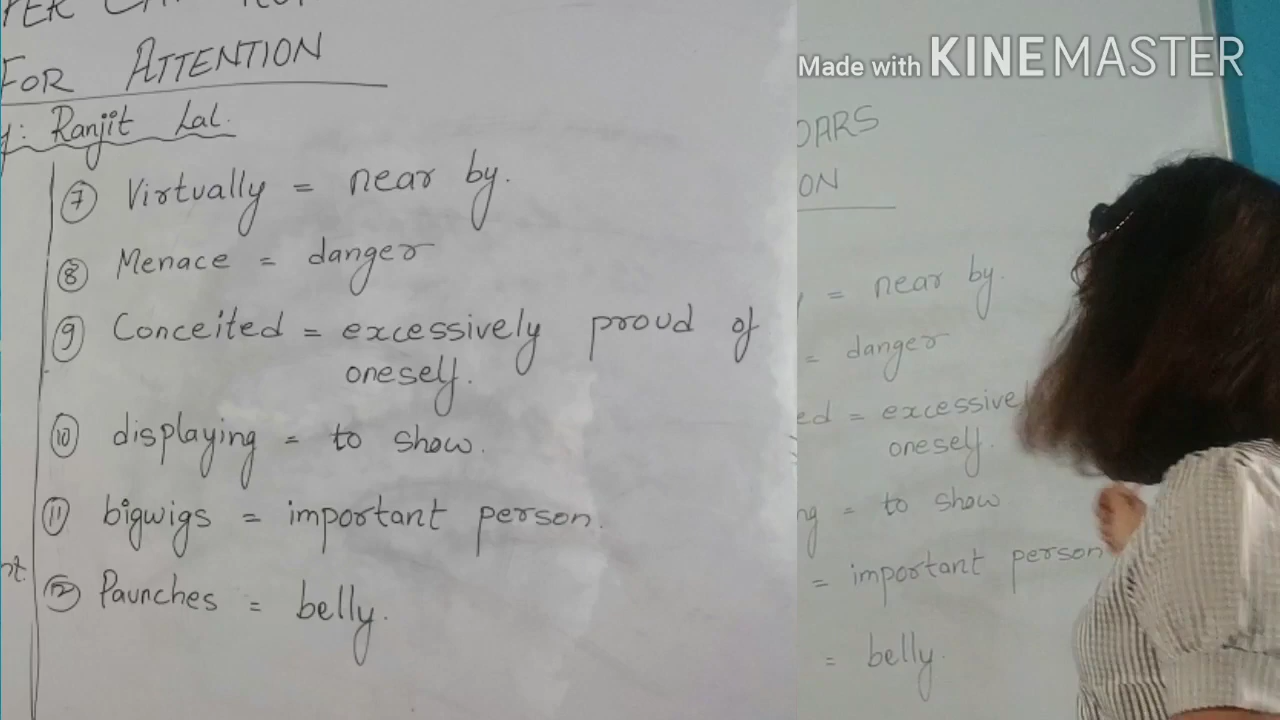 FOR ATTENTION
Ranjit Lal.
7 Virtually = near by.
8 Menace = danger
9 Conceited = excessively proud of
oneself.
10 displaying = to show.
11 bigwigs = important person.
12 Paunches = belly.
Made with KINEMASTER
OARS
ON
= near by.
= danger
ed = excessive
oneself.
ng = to show
= important person
= belly.